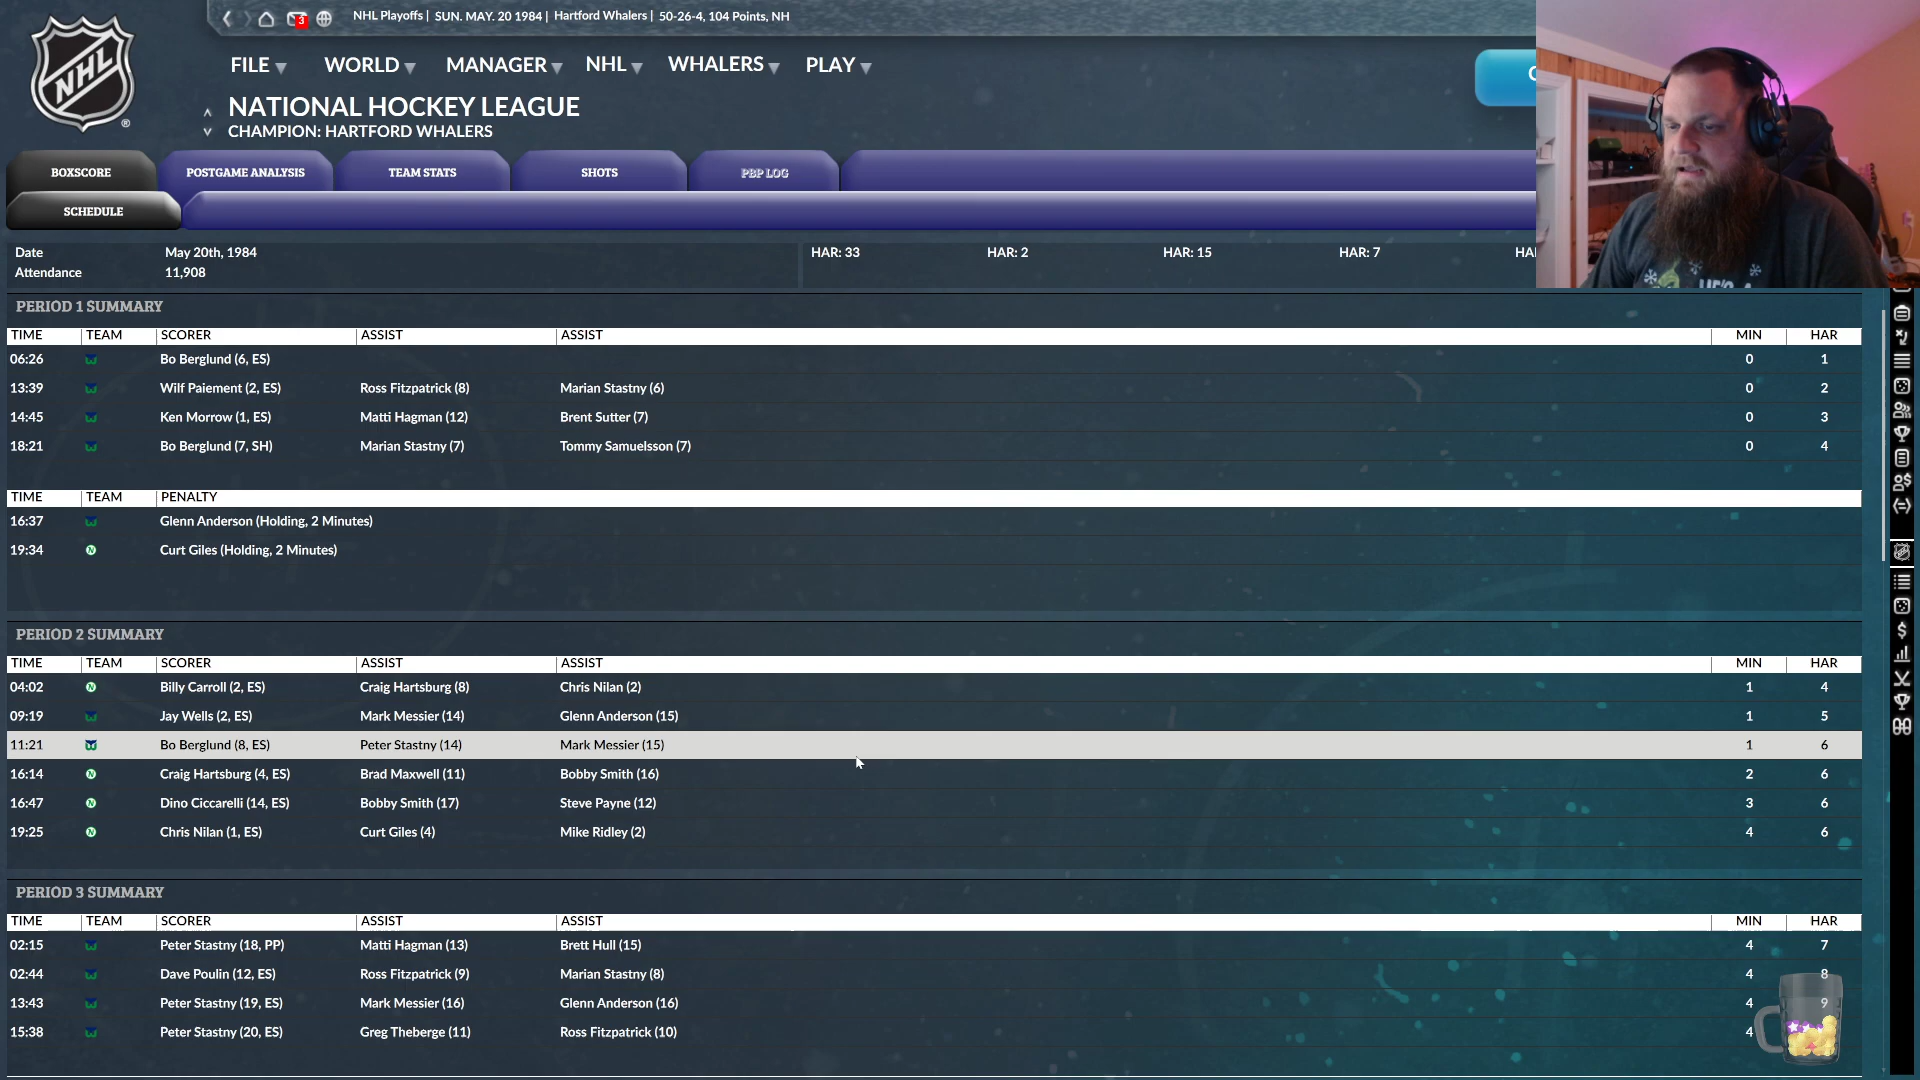 NHL Playoffs | SUN. MAY. 20 1984 | Hartford Whalers | 50-26-4, 104 Points, NH
3
NHL
FILE WORLD MANAGER NHL WHALERS PLAY
NATIONAL HOCKEY LEAGUE
CHAMPION: HARTFORD WHALERS
BOXSCORE POSTGAME ANALYSIS TEAM STATS SHOTS PBP LOG
SCHEDULE
Date May 20th, 1984 HAR: 33 HAR: 2 HAR: 15 HAR: 7
Attendance 11,908
PERIOD 1 SUMMARY
TIME TEAM SCORER ASSIST ASSIST MIN HAR
06:26 Bo Berglund (6, ES) 0 1
13:39 Wilf Paiement (2, ES) Ross Fitzpatrick (8) Marian Stastny (6) 0 2
14:45 Ken Morrow (1, ES) Matti Hagman (12) Brent Sutter (7) 0 3
18:21 Bo Berglund (7, SH) Marian Stastny (7) Tommy Samuelsson (7) 0 4
TIME TEAM PENALTY
16:37 Glenn Anderson (Holding, 2 Minutes)
19:34 Curt Giles (Holding, 2 Minutes)
PERIOD 2 SUMMARY
TIME TEAM SCORER ASSIST ASSIST MIN HAR
04:02 Billy Carroll (2, ES) Craig Hartsburg (8) Chris Nilan (2) 1 4
09:19 Jay Wells (2, ES) Mark Messier (14) Glenn Anderson (15) 1 5
11:21 Bo Berglund (8, ES) Peter Stastny (14) Mark Messier (15) 1 6
16:14 Craig Hartsburg (4, ES) Brad Maxwell (11) Bobby Smith (16) 2 6
16:47 Dino Ciccarelli (14, ES) Bobby Smith (17) Steve Payne (12) 3 6
19:25 Chris Nilan (1, ES) Curt Giles (4) Mike Ridley (2) 4 6
PERIOD 3 SUMMARY
TIME TEAM SCORER ASSIST ASSIST MIN HAR
02:15 Peter Stastny (18, PP) Matti Hagman (13) Brett Hull (15) 4 7
02:44 Dave Poulin (12, ES) Ross Fitzpatrick (9) Marian Stastny (8) 4 8
13:43 Peter Stastny (19, ES) Mark Messier (16) Glenn Anderson (16) 4 9
15:38 Peter Stastny (20, ES) Greg Theberge (11) Ross Fitzpatrick (10) 4